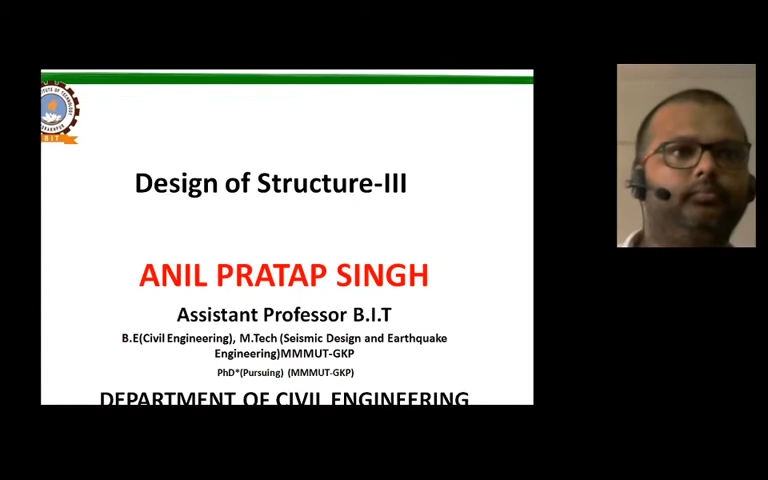 Design of Structure-III
ANIL PRATAP SINGH
Assistant Professor B.I.T
B.E(Civil Engineering), M.Tech (Seismic Design and Earthquake
Engineering)MMMUT-GKP
PhD*(Pursuing) (MMMUT-GKP)
DEPARTMENT OF CIVIL ENGINEERING
BIT